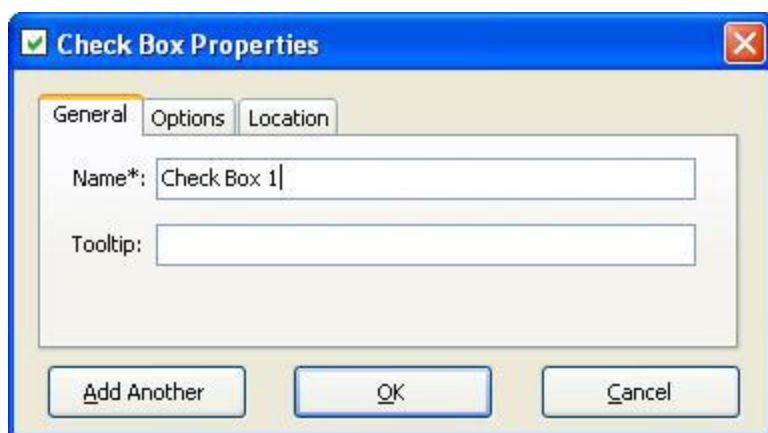 Check Box Properties
General Options Location
Name*: Check Box 1
Tooltip:
Add Another OK Cancel